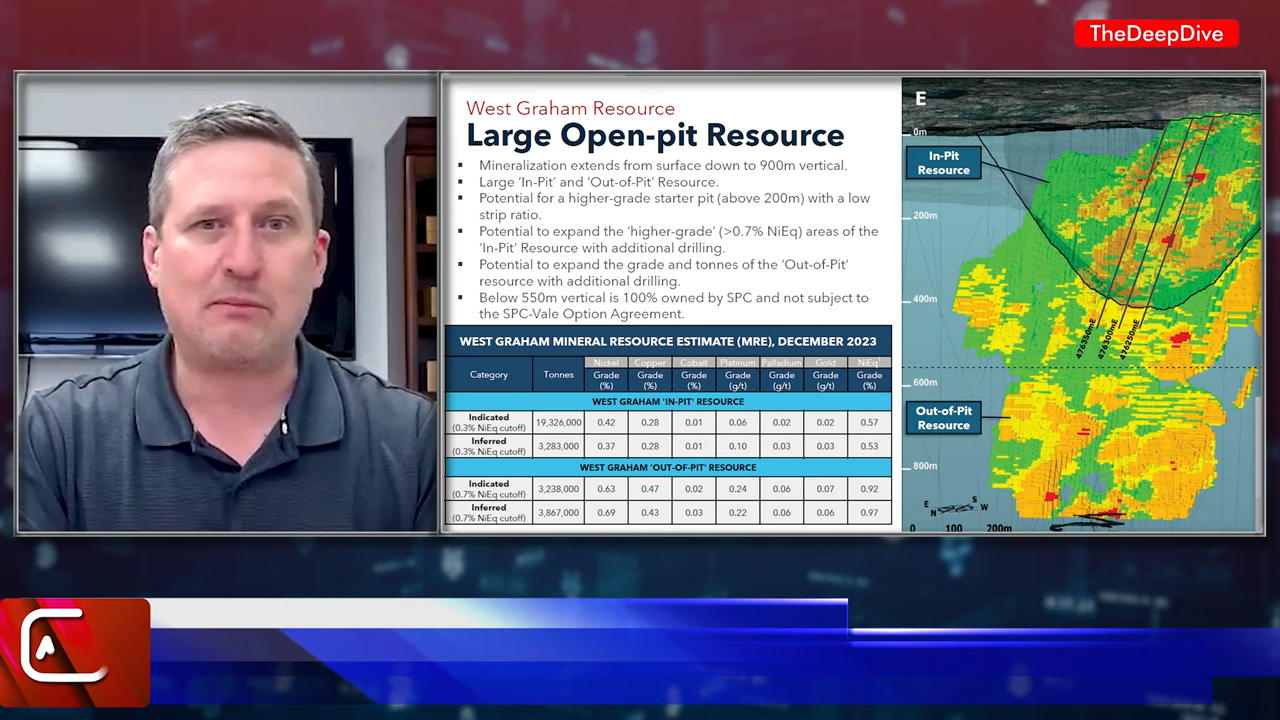 TheDeepDive
West Graham Resource
Large Open-pit Resource
▪ Mineralization extends from surface down to 900m vertical.
▪ Large 'In-Pit' and 'Out-of-Pit' Resource.
▪ Potential for a higher-grade starter pit (above 200m) with a low
strip ratio.
▪ Potential to expand the 'higher-grade' (>0.7% NiEq) areas of the
'In-Pit' Resource with additional drilling.
▪ Potential to expand the grade and tonnes of the 'Out-of-Pit'
resource with additional drilling.
▪ Below 550m vertical is 100% owned by SPC and not subject to
the SPC-Vale Option Agreement.
WEST GRAHAM MINERAL RESOURCE ESTIMATE (MRE), DECEMBER 2023
Category Tonnes Nickel Copper Cobalt Platinum Palladium Gold NiEq
Grade Grade Grade Grade Grade Grade Grade
(%) (%) (%) (g/t) (g/t) (g/t) (%)
WEST GRAHAM 'IN-PIT' RESOURCE
Indicated
(0.3% NiEq cutoff) 19,326,000 0.42 0.28 0.01 0.06 0.02 0.02 0.57
Inferred
(0.3% NiEq cutoff) 3,283,000 0.37 0.28 0.01 0.10 0.03 0.03 0.53
WEST GRAHAM 'OUT-OF-PIT' RESOURCE
Indicated
(0.7% NiEq cutoff) 3,238,000 0.63 0.47 0.02 0.24 0.06 0.07 0.92
Inferred
(0.7% NiEq cutoff) 3,867,000 0.69 0.43 0.03 0.22 0.06 0.06 0.97
E
0m
In-Pit
Resource
200m
400m
476350mE
476300mE
476250mE
600m
Out-of-Pit
Resource
800m
E S
N W
0 100 200m